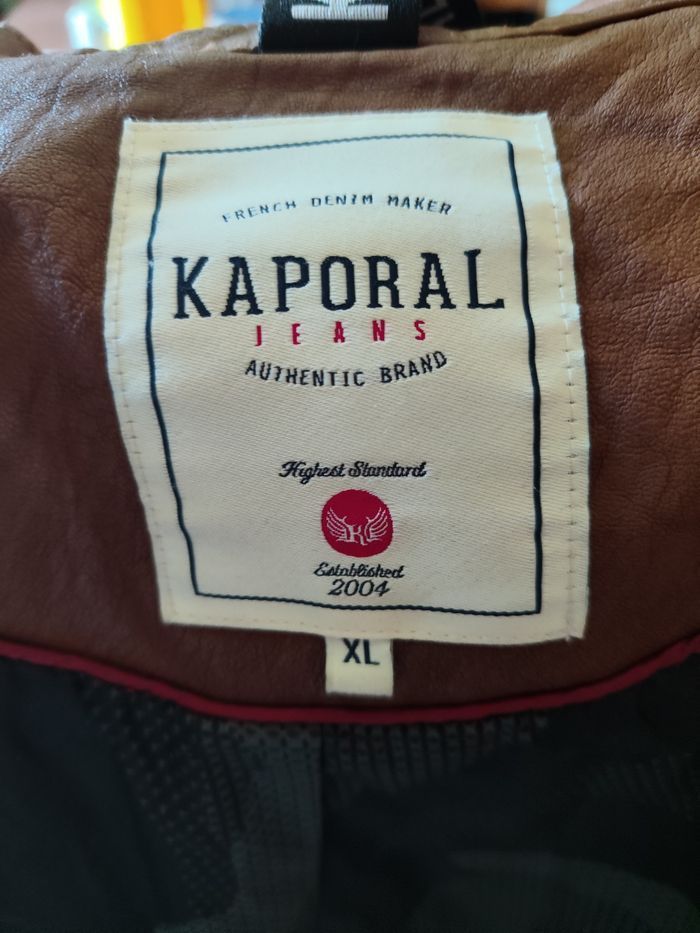 FRENCH DENIM MAKER
KAPORAL
JEANS
AUTHENTIC BRAND
Highest Standard
K
Established
2004
XL